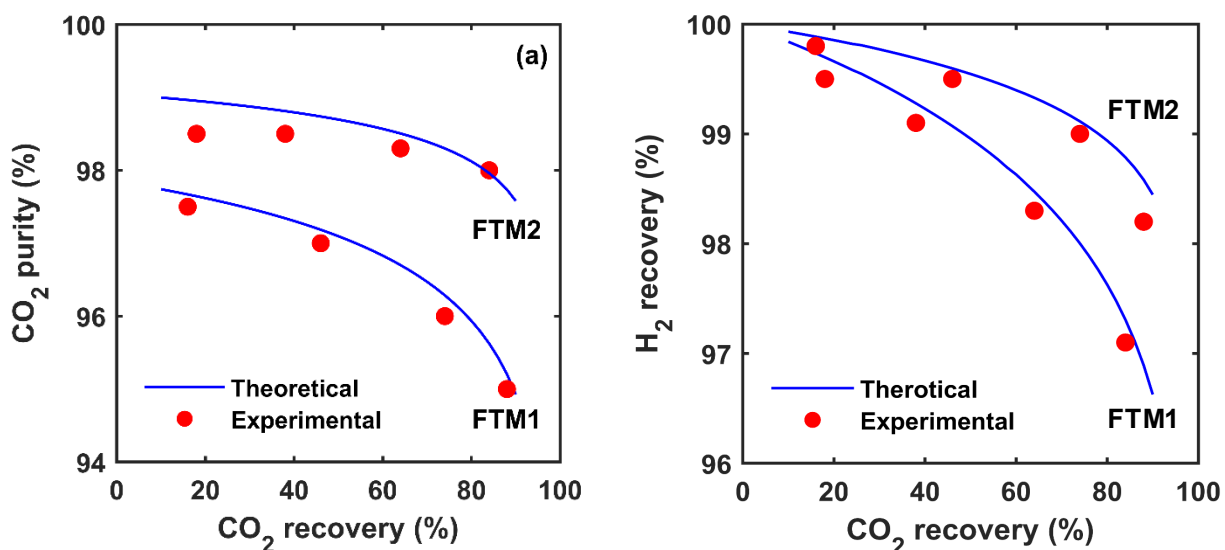 100
98
96
94
CO2 purity (%)
(a)
FTM2
FTM1
Theoretical
Experimental
0 20 40 60 80 100
CO2 recovery (%)
100
99
98
97
96
H2 recovery (%)
FTM2
FTM1
Therotical
Experimental
0 20 40 60 80 100
CO2 recovery (%)